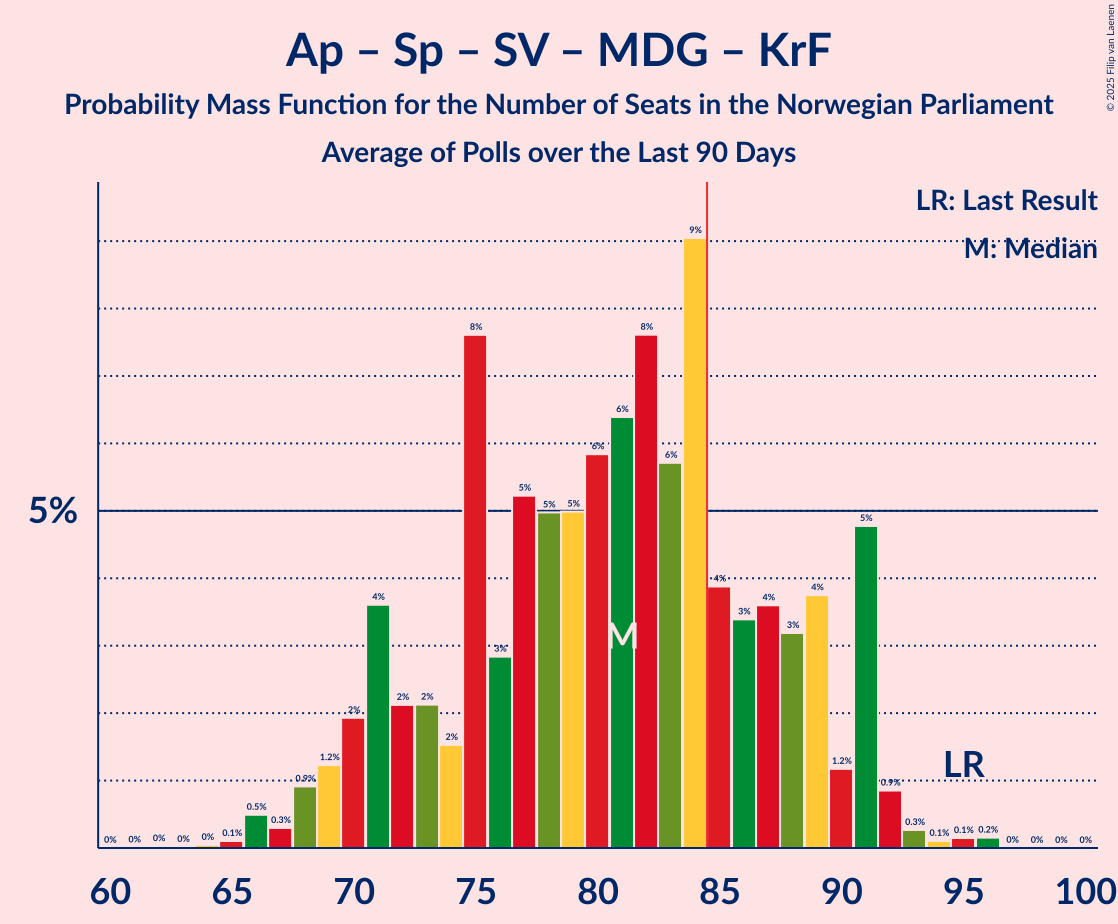 Ap – Sp – SV – MDG – KrF
Probability Mass Function for the Number of Seats in the Norwegian Parliament
Average of Polls over the Last 90 Days
© 2025 Filip van Laenen
LR: Last Result
M: Median
5%
0% 0% 0% 0% 0% 0.1% 0.5% 0.3% 0.9% 1.2% 2% 4% 2% 2% 2% 8% 3% 5% 5% 5% 6% 6% 8% 6% 9% 4% 3% 4% 3% 4% 1.2% 5% 0.9% 0.3% 0.1% 0.1% 0.2% 0% 0% 0% 0%
M
LR
60 65 70 75 80 85 90 95 100